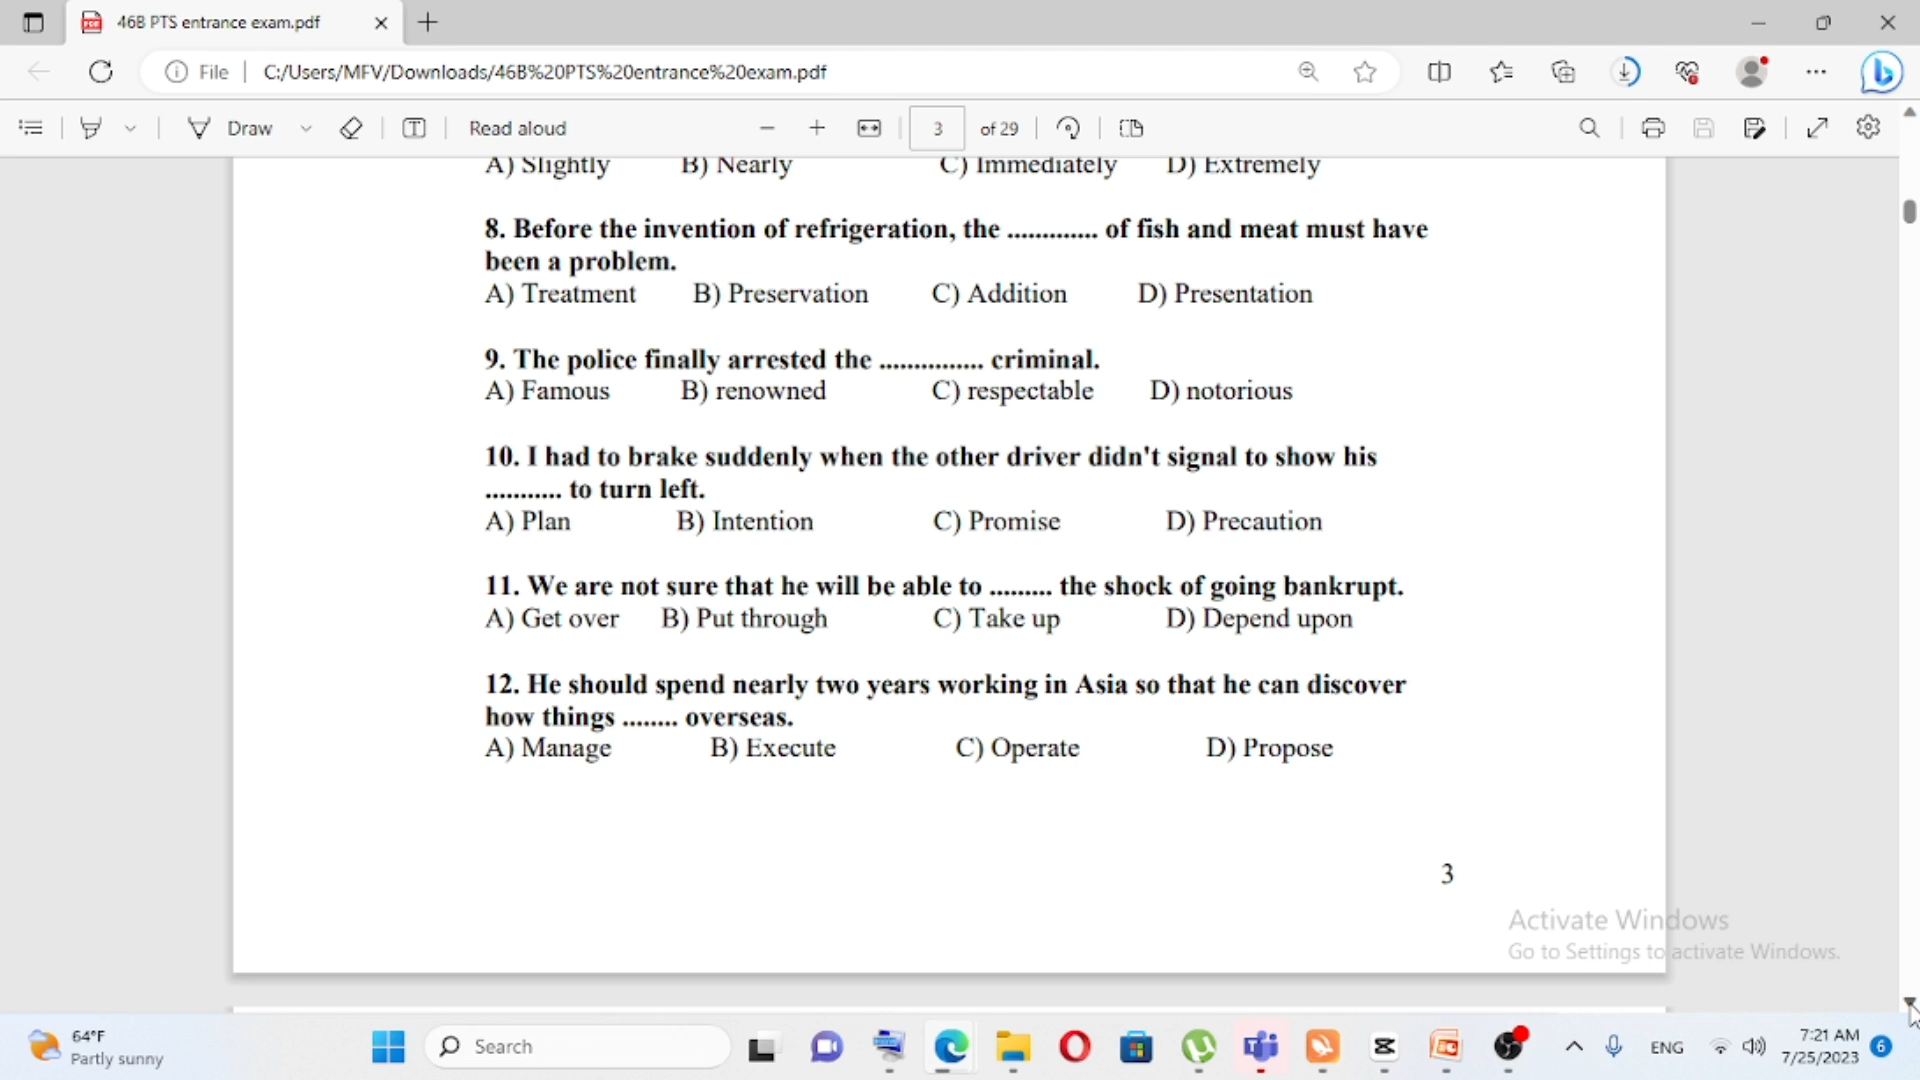 46B PTS entrance exam.pdf
File
C:/Users/MFV/Downloads/46B%20PTS%20entrance%20exam.pdf
Draw
Read aloud
3 of 29
A) Slightly B) Nearly C) Immediately D) Extremely
8. Before the invention of refrigeration, the ............. of fish and meat must have
been a problem.
A) Treatment B) Preservation C) Addition D) Presentation
9. The police finally arrested the ............... criminal.
A) Famous B) renowned C) respectable D) notorious
10. I had to brake suddenly when the other driver didn't signal to show his
........... to turn left.
A) Plan B) Intention C) Promise D) Precaution
11. We are not sure that he will be able to ......... the shock of going bankrupt.
A) Get over B) Put through C) Take up D) Depend upon
12. He should spend nearly two years working in Asia so that he can discover
how things ........ overseas.
A) Manage B) Execute C) Operate D) Propose
3
Activate Windows
Go to Settings to activate Windows.
64°F
Partly sunny
Search
ENG
7:21 AM
7/25/2023
6